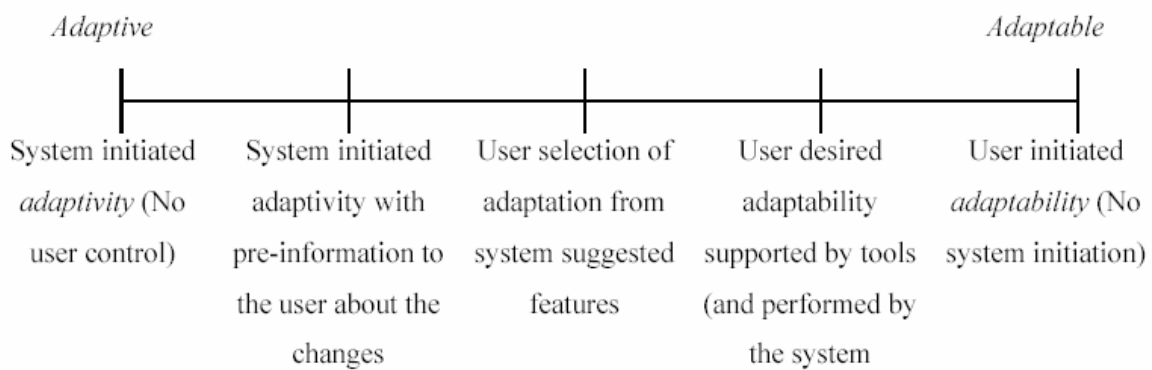 Adaptive
Adaptable
System initiated
adaptivity (No
user control)
System initiated
adaptivity with
pre-information to
the user about the
changes
User selection of
adaptation from
system suggested
features
User desired
adaptability
supported by tools
(and performed by
the system
User initiated
adaptability (No
system initiation)